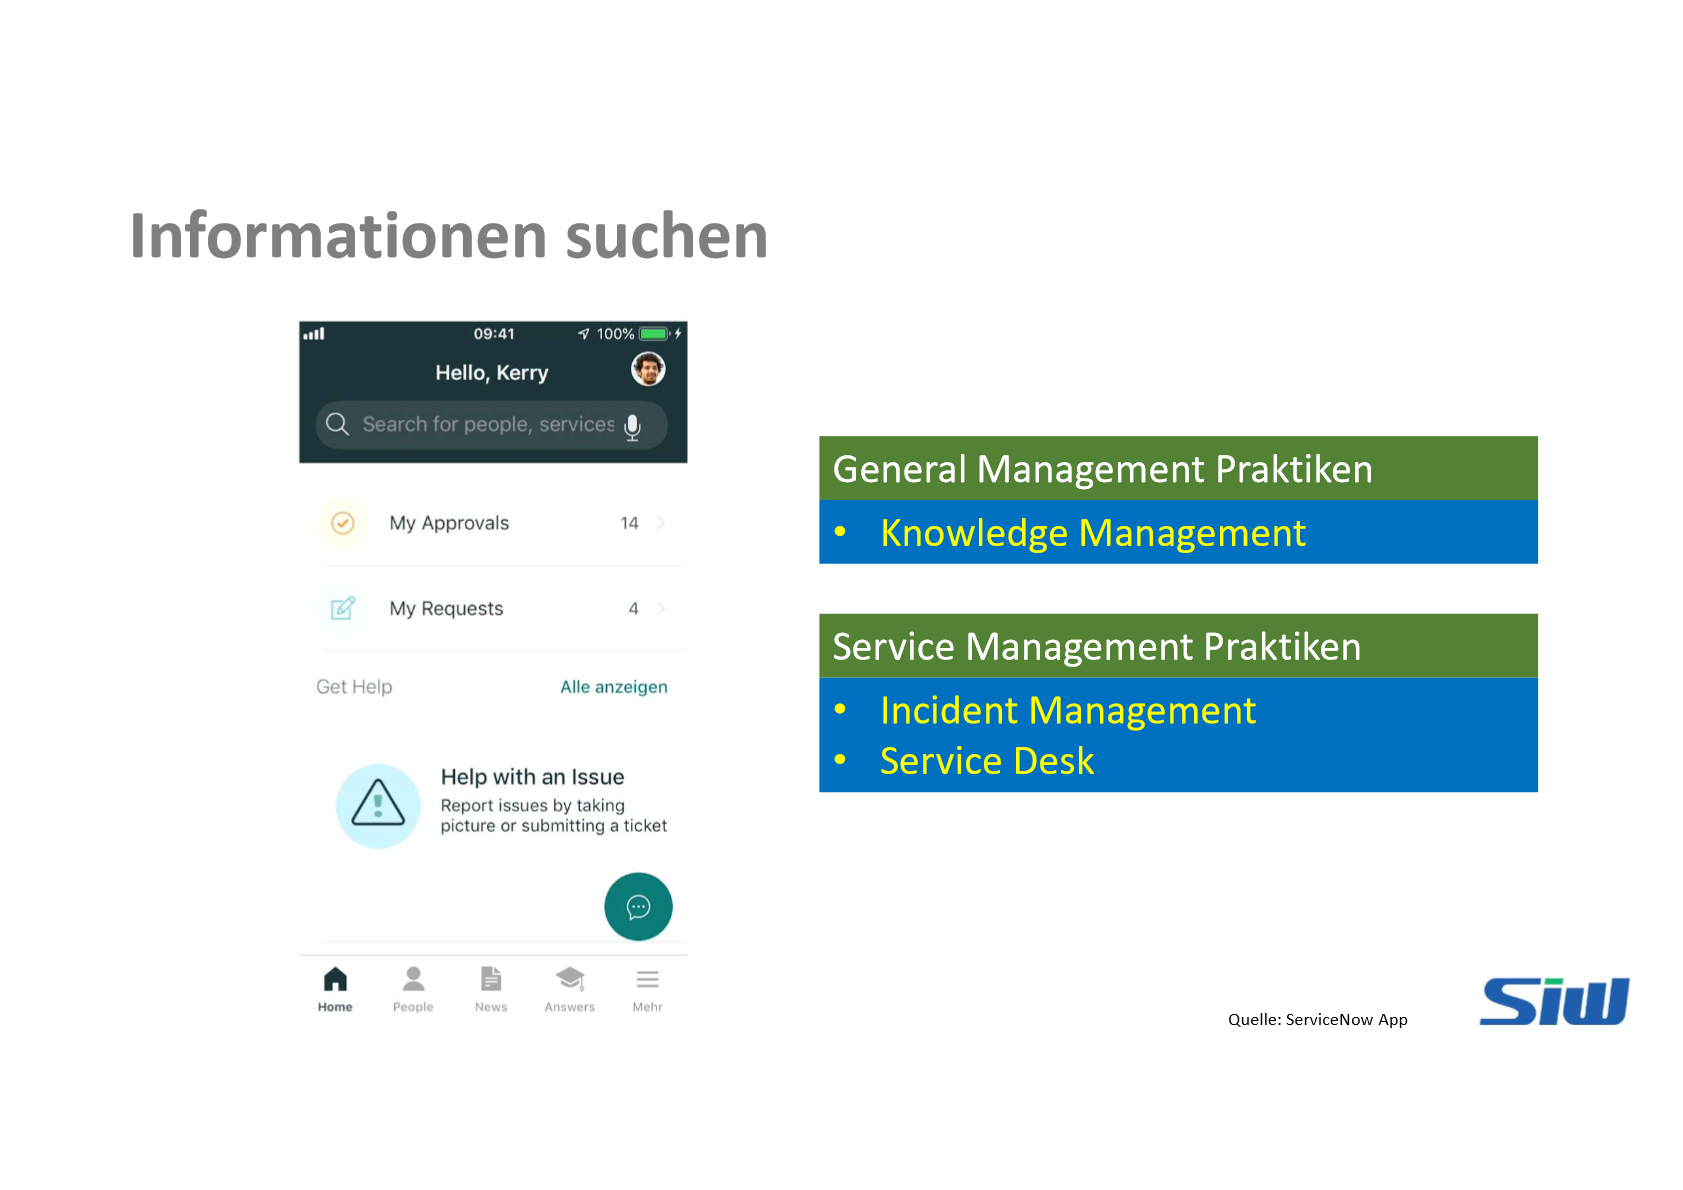 Informationen suchen
09:41
100%
Hello, Kerry
Search for people, services
My Approvals 14
My Requests 4
Get Help Alle anzeigen
Help with an Issue
Report issues by taking
picture or submitting a ticket
Home People News Answers Mehr
General Management Praktiken
• Knowledge Management
Service Management Praktiken
• Incident Management
• Service Desk
Quelle: ServiceNow App
Siw